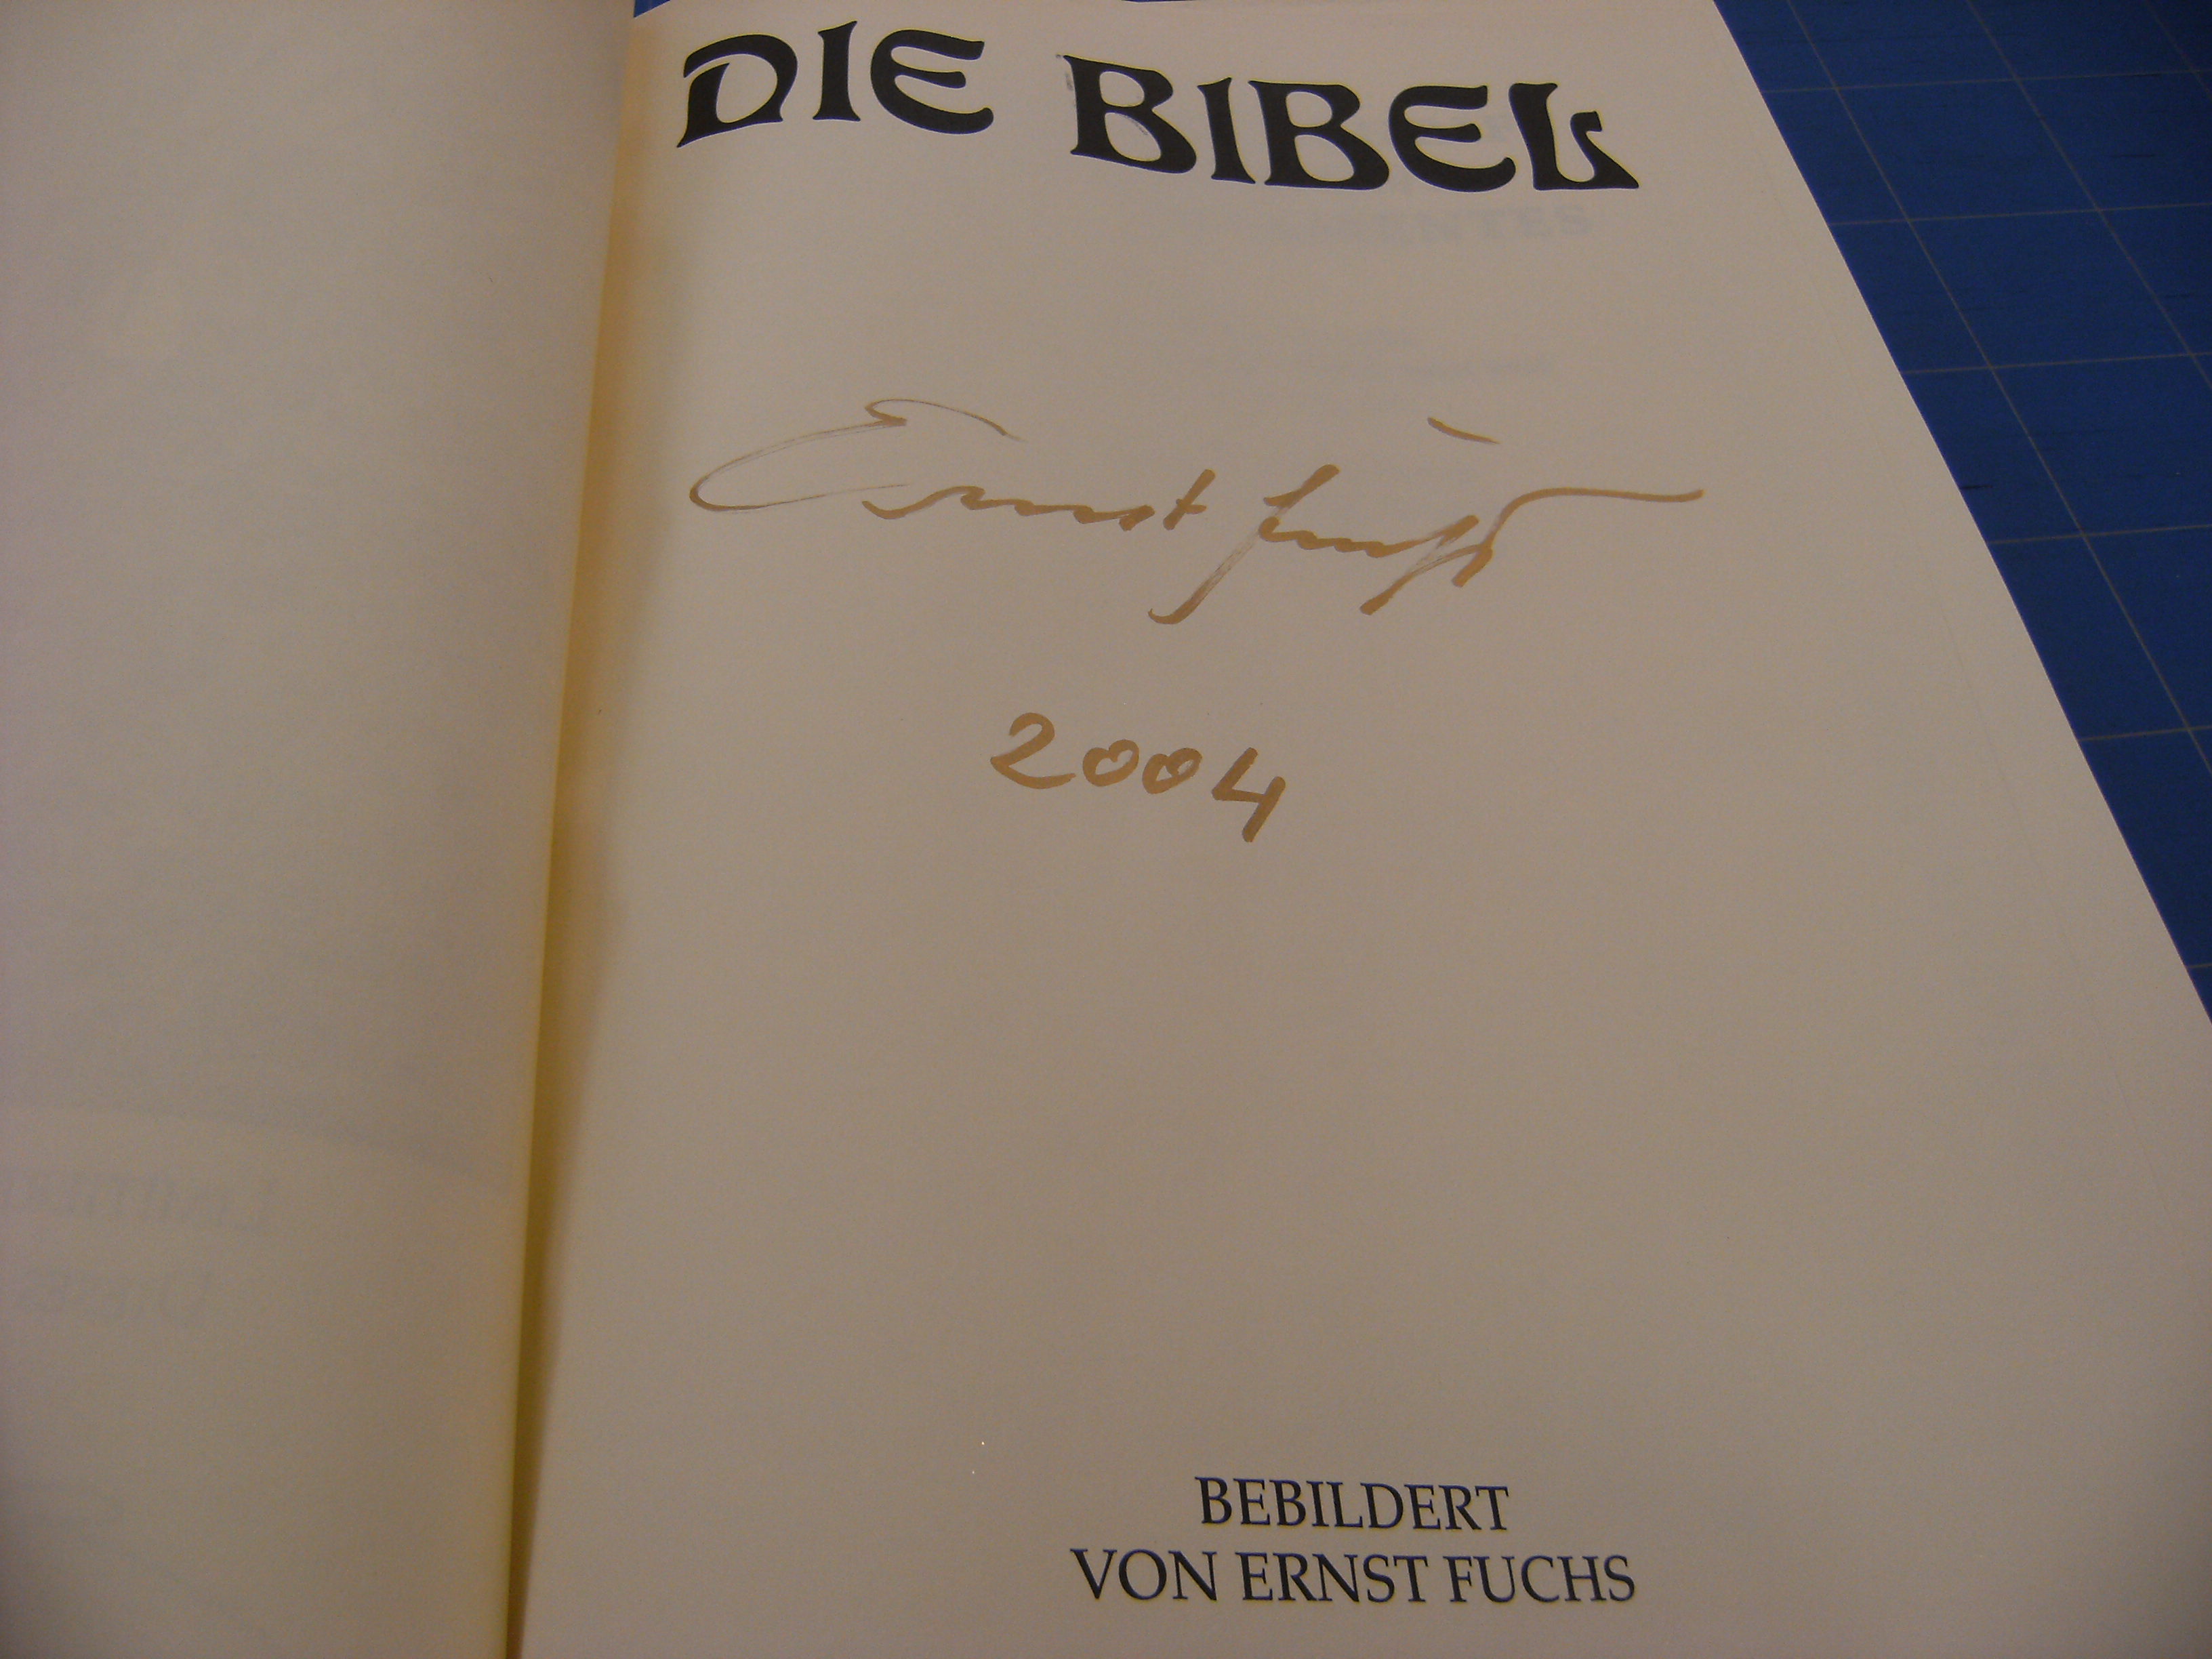 DIE BIBEL
Ernst Fuchs
2004
BEBILDERT
VON ERNST FUCHS